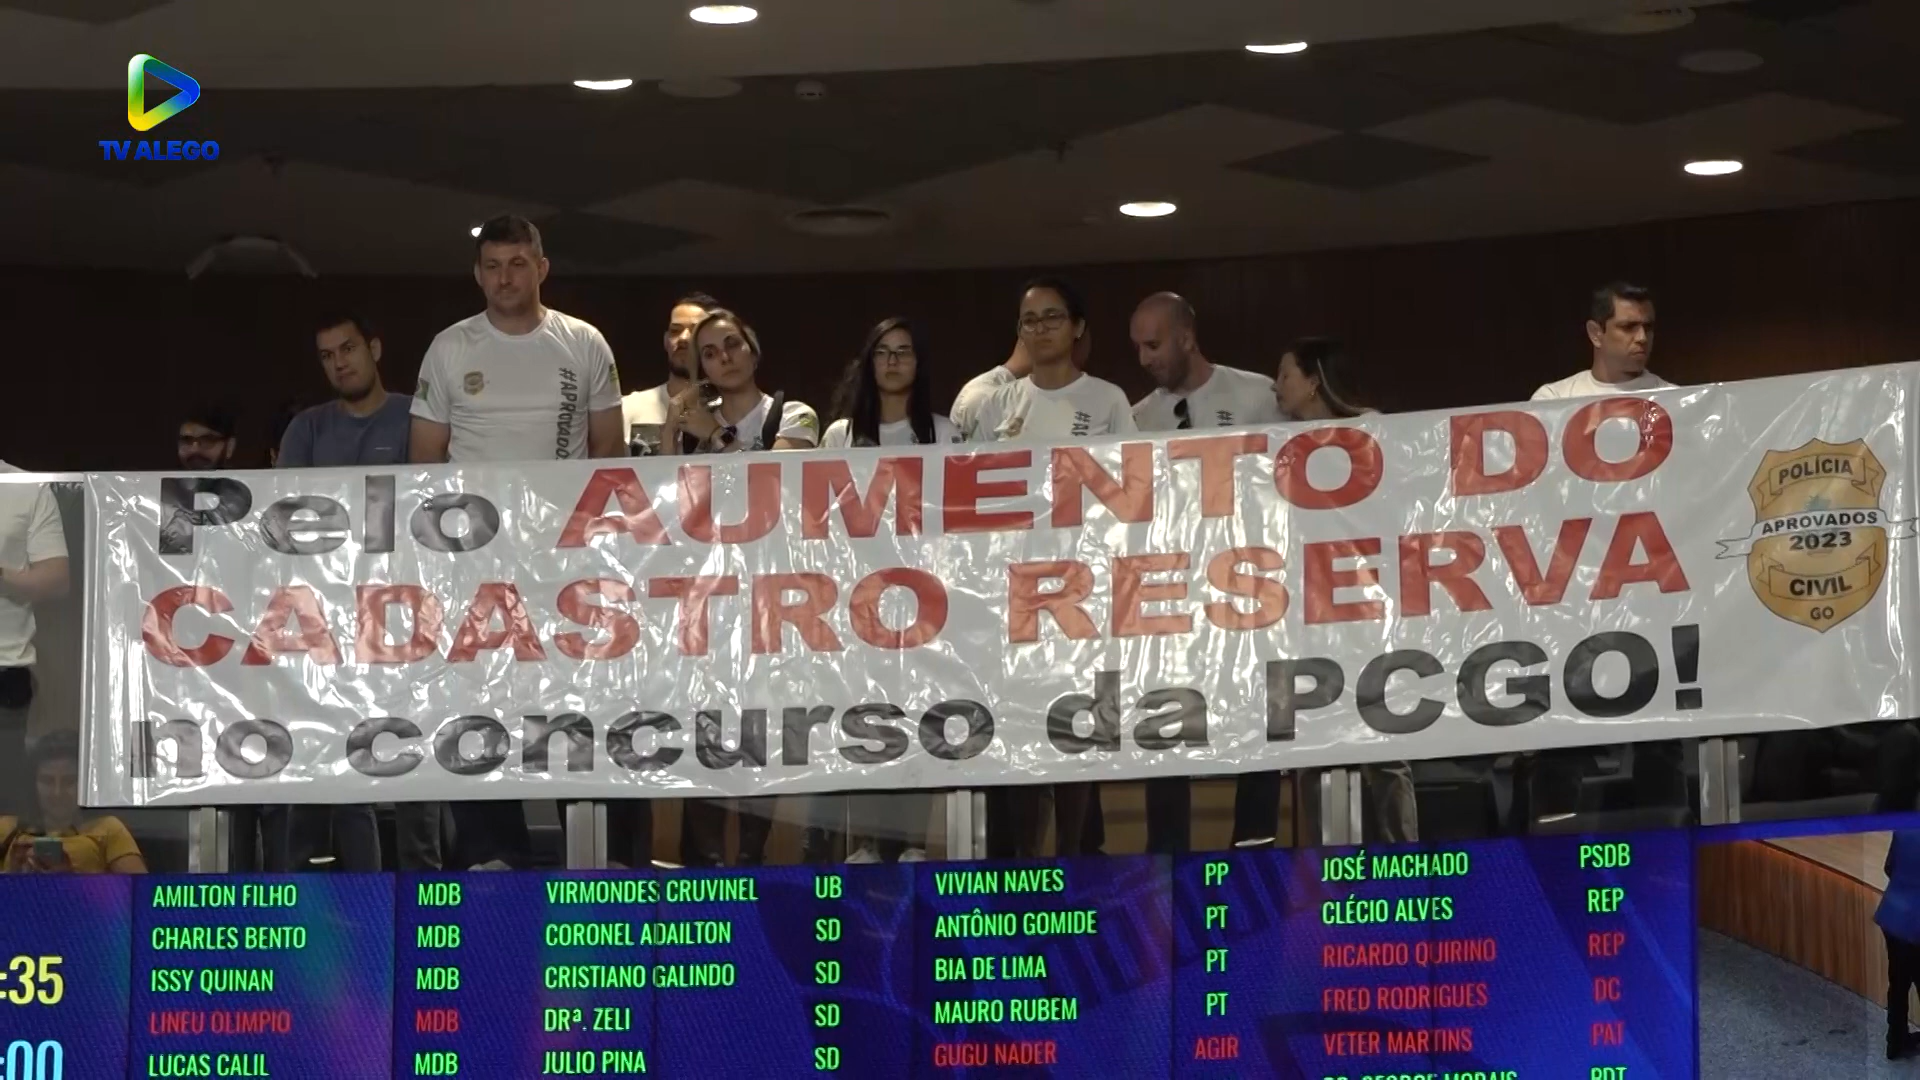 TV ALEGO
#APROVADOS
Pelo AUMENTO DO
CADASTRO RESERVA
no concurso da PCGO!
POLÍCIA
APROVADOS
2023
CIVIL
GO
:35
:00
AMILTON FILHO MDB
CHARLES BENTO MDB
ISSY QUINAN MDB
LINEU OLIMPIO MDB
LUCAS CALIL MDB
VIRMONDES CRUVINEL UB
CORONEL ADAILTON SD
CRISTIANO GALINDO SD
DRª. ZELI SD
JULIO PINA SD
VIVIAN NAVES PP
ANTÔNIO GOMIDE PT
BIA DE LIMA PT
MAURO RUBEM PT
GUGU NADER AGIR
JOSÉ MACHADO PSDB
CLÉCIO ALVES REP
RICARDO QUIRINO REP
FRED RODRIGUES DC
VETER MARTINS PAT
GEORGE MORAIS PDT